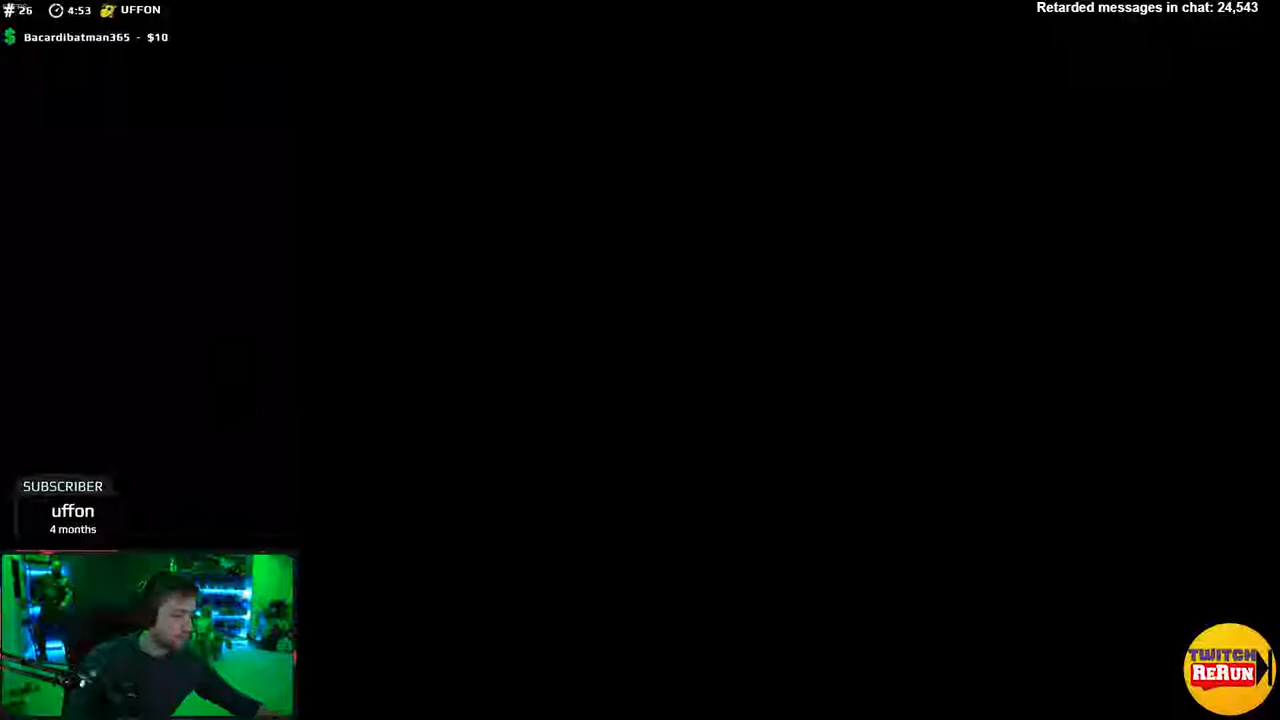 #26 4:53 UFFON
Retarded messages in chat: 24,543
$ Bacardibatman365 - $10
SUBSCRIBER
uffon
4 months
TWITCH
ReRUN